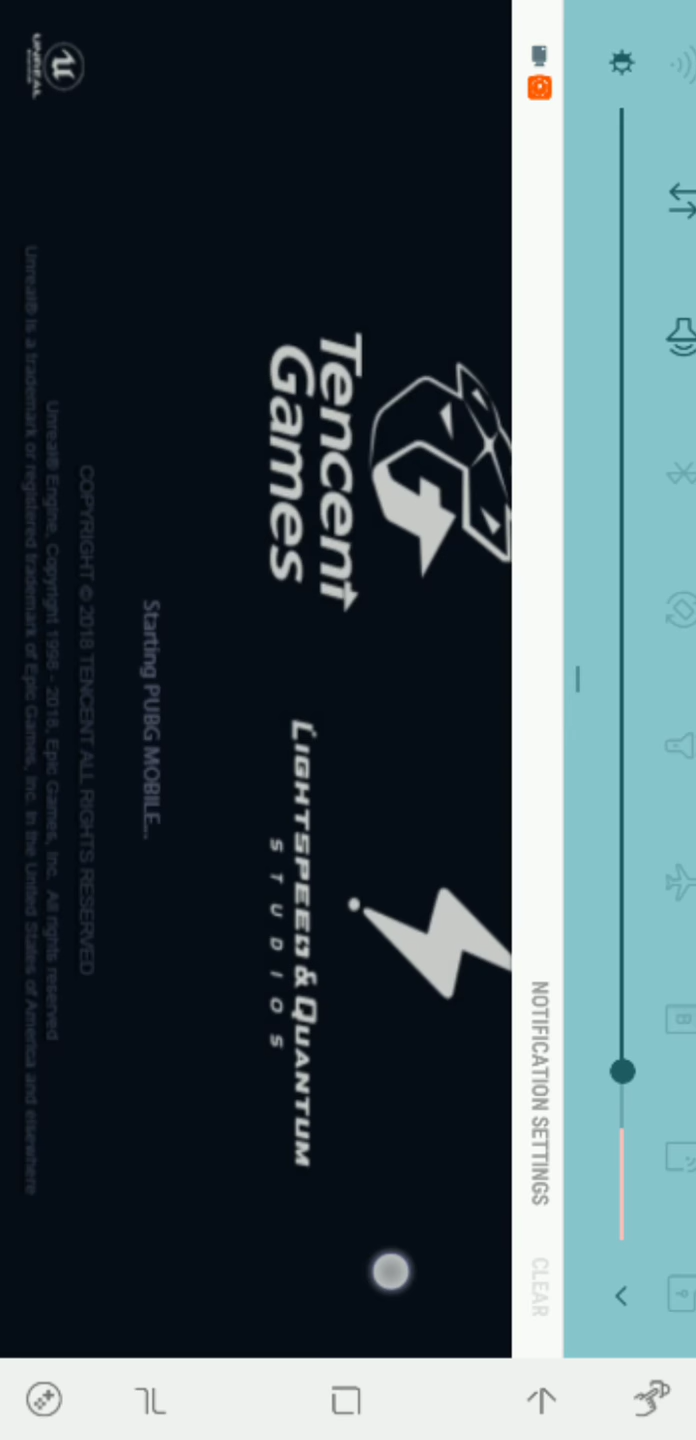 NOTIFICATION SETTINGS
CLEAR
Tencent
Games
LIGHTSPEED & QUANTUM
STUDIOS
Starting PUBG MOBILE...
COPYRIGHT © 2018 TENCENT ALL RIGHTS RESERVED
Unreal® Engine, Copyright 1998 - 2018, Epic Games, Inc. All rights reserved
Unreal® is a trademark or registered trademark of Epic Games, Inc. in the United States of America and elsewhere
UNREAL